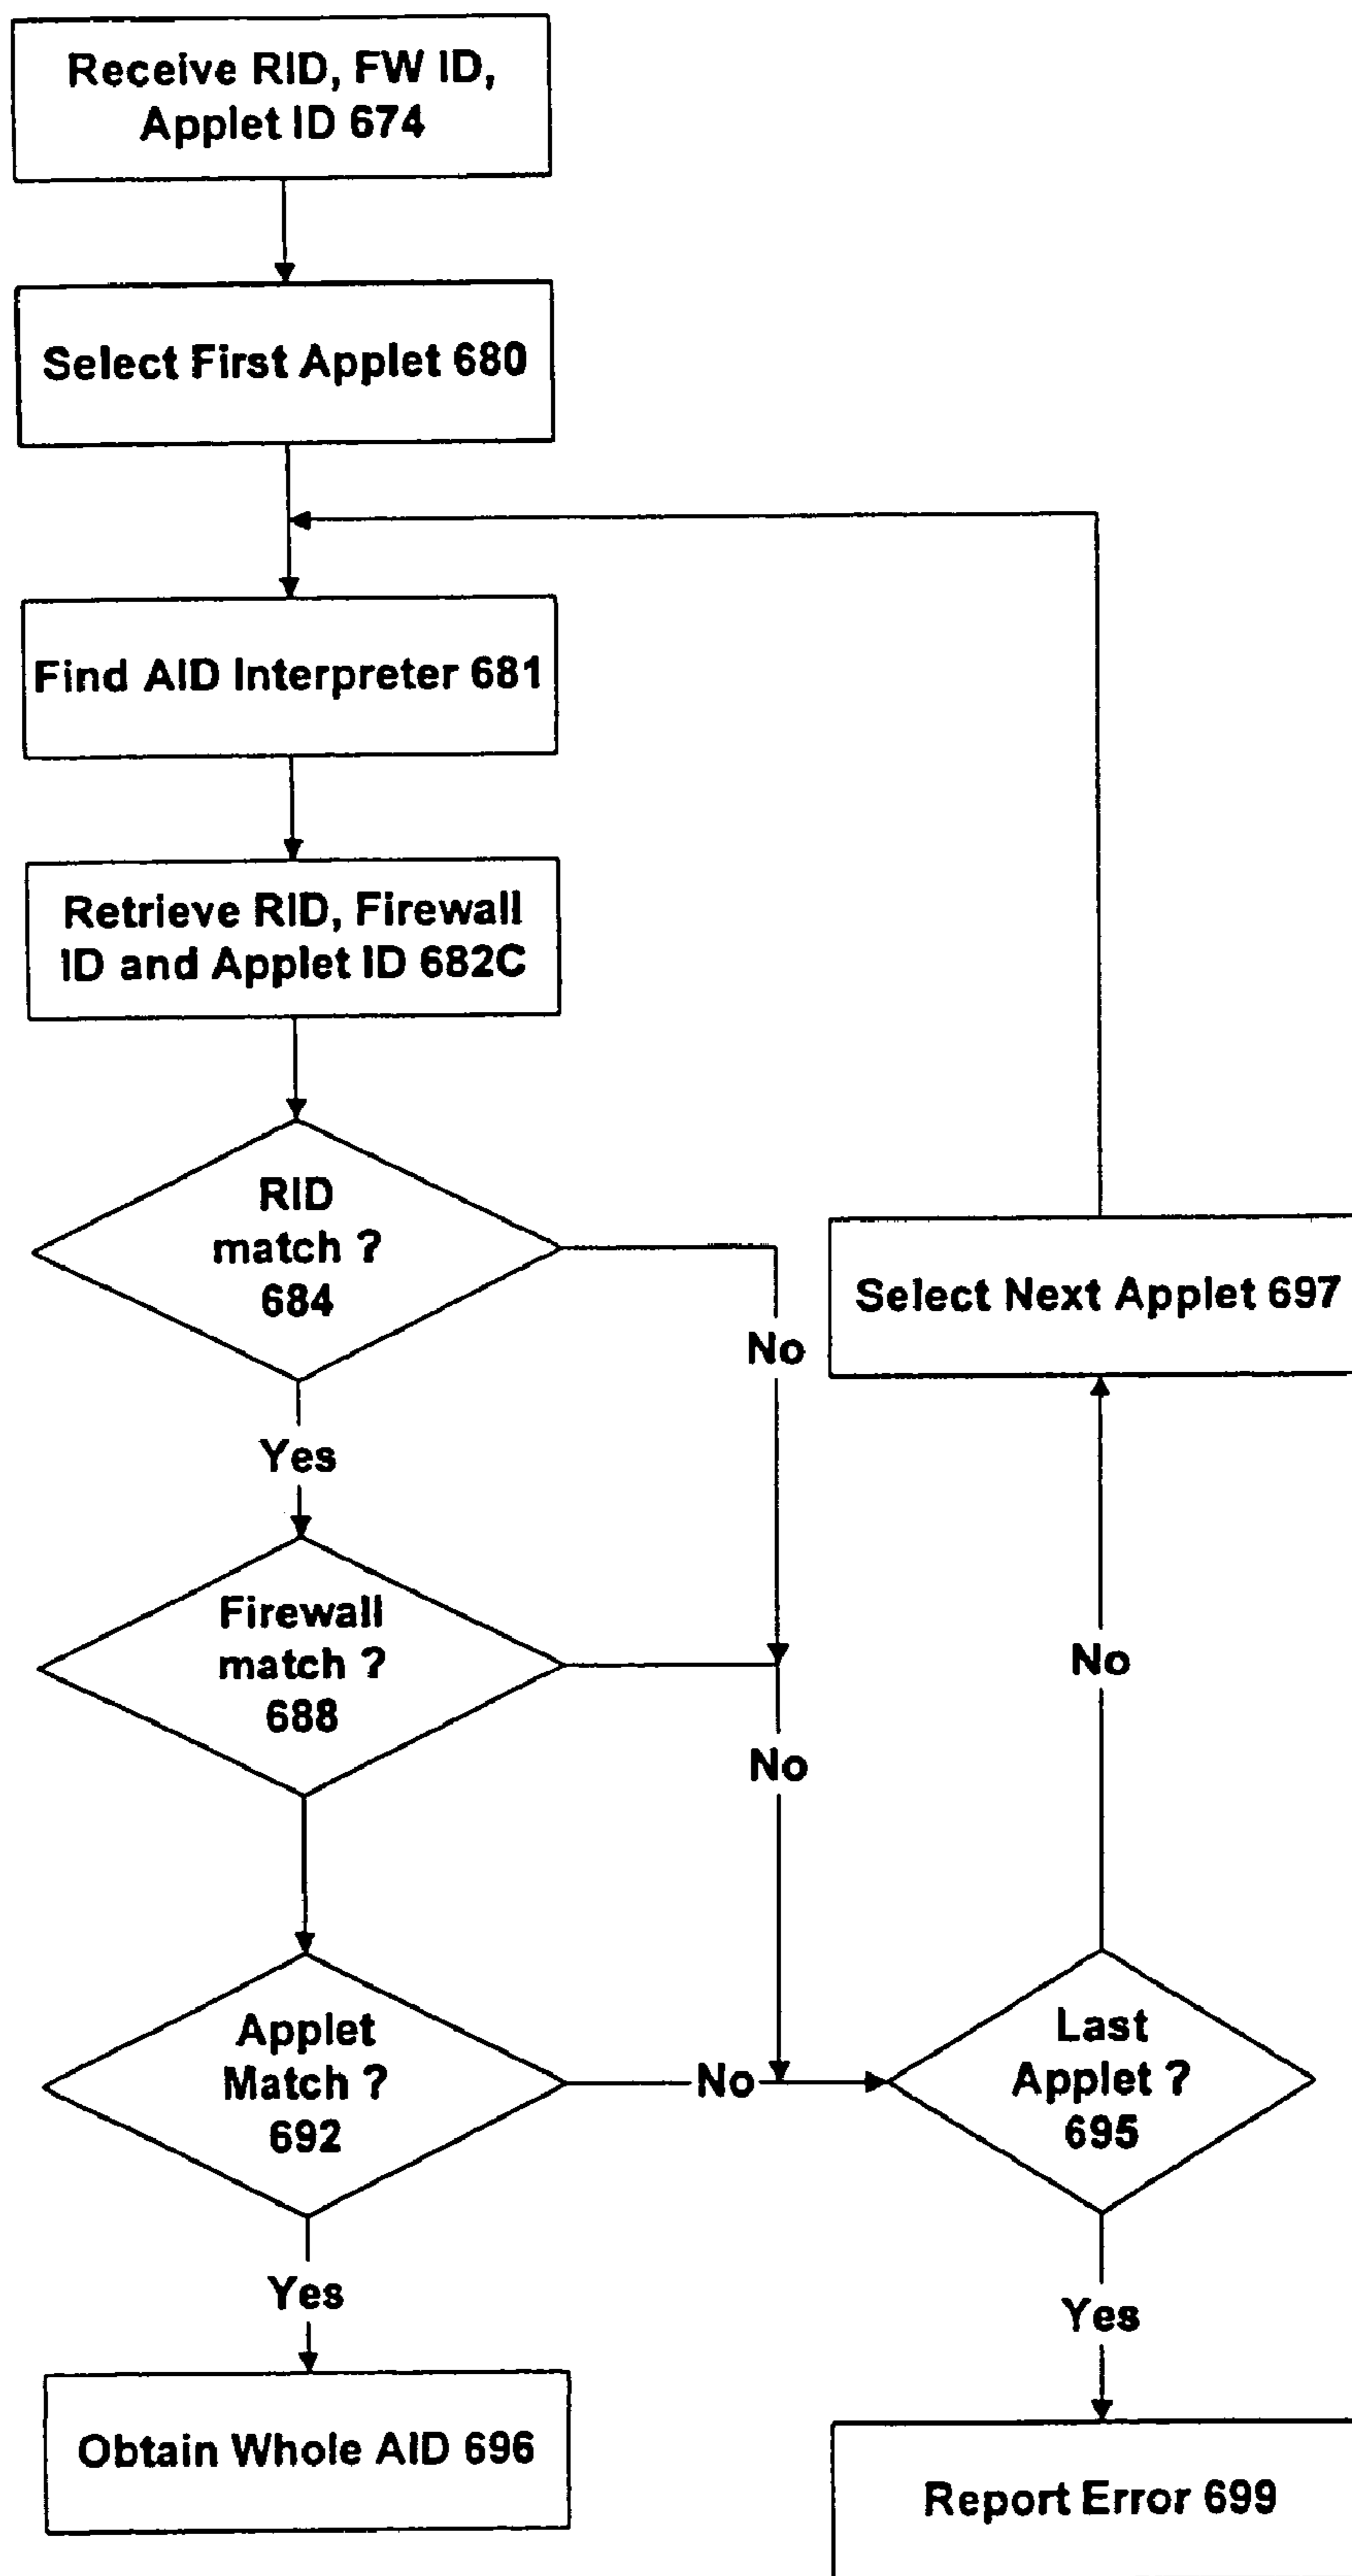 Receive RID, FW ID,
Applet ID 674
Select First Applet 680
Find AID Interpreter 681
Retrieve RID, Firewall
ID and Applet ID 682C
RID
match ?
684
No
Select Next Applet 697
Yes
Firewall
match ?
688
No
No
Applet
Match ?
692
No
Last
Applet ?
695
Yes
Yes
Obtain Whole AID 696
Report Error 699